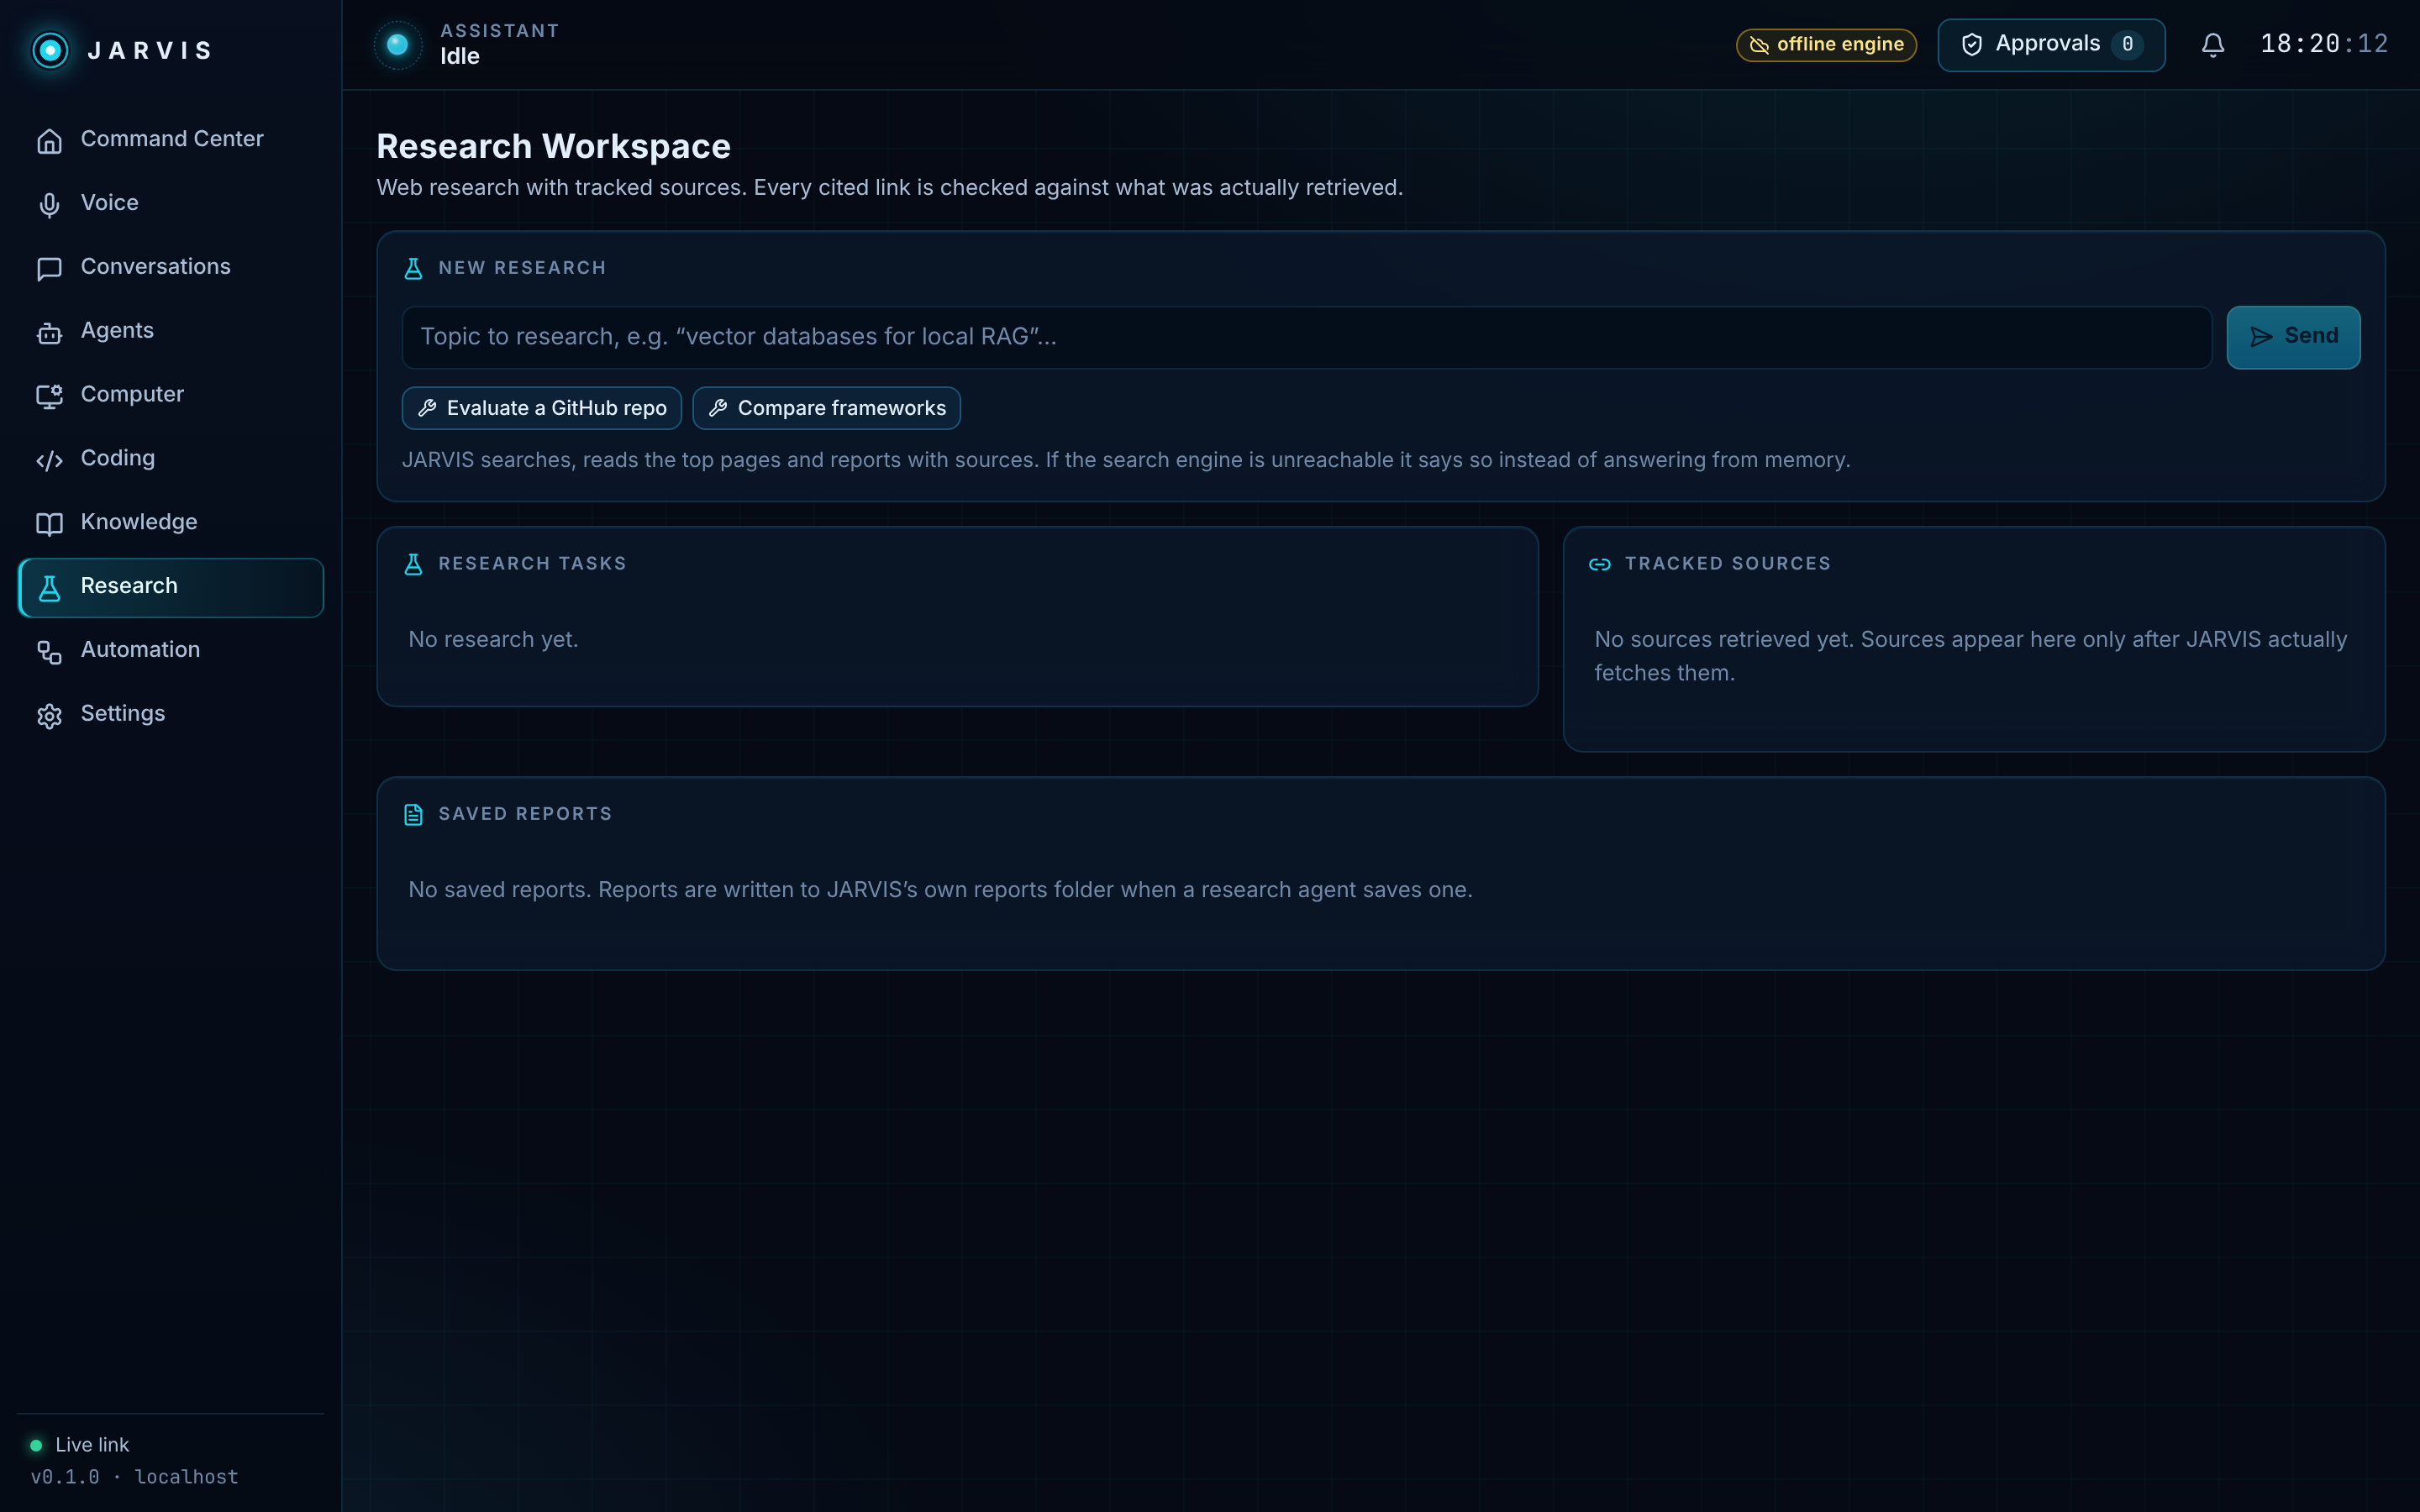 JARVIS
Command Center
Voice
Conversations
Agents
Computer
Coding
Knowledge
Research
Automation
Settings
Live link
v0.1.0 · localhost
ASSISTANT
Idle
offline engine
Approvals 0
18:20:12
Research Workspace
Web research with tracked sources. Every cited link is checked against what was actually retrieved.
NEW RESEARCH
Topic to research, e.g. “vector databases for local RAG”…
Send
Evaluate a GitHub repo
Compare frameworks
JARVIS searches, reads the top pages and reports with sources. If the search engine is unreachable it says so instead of answering from memory.
RESEARCH TASKS
No research yet.
TRACKED SOURCES
No sources retrieved yet. Sources appear here only after JARVIS actually
fetches them.
SAVED REPORTS
No saved reports. Reports are written to JARVIS’s own reports folder when a research agent saves one.